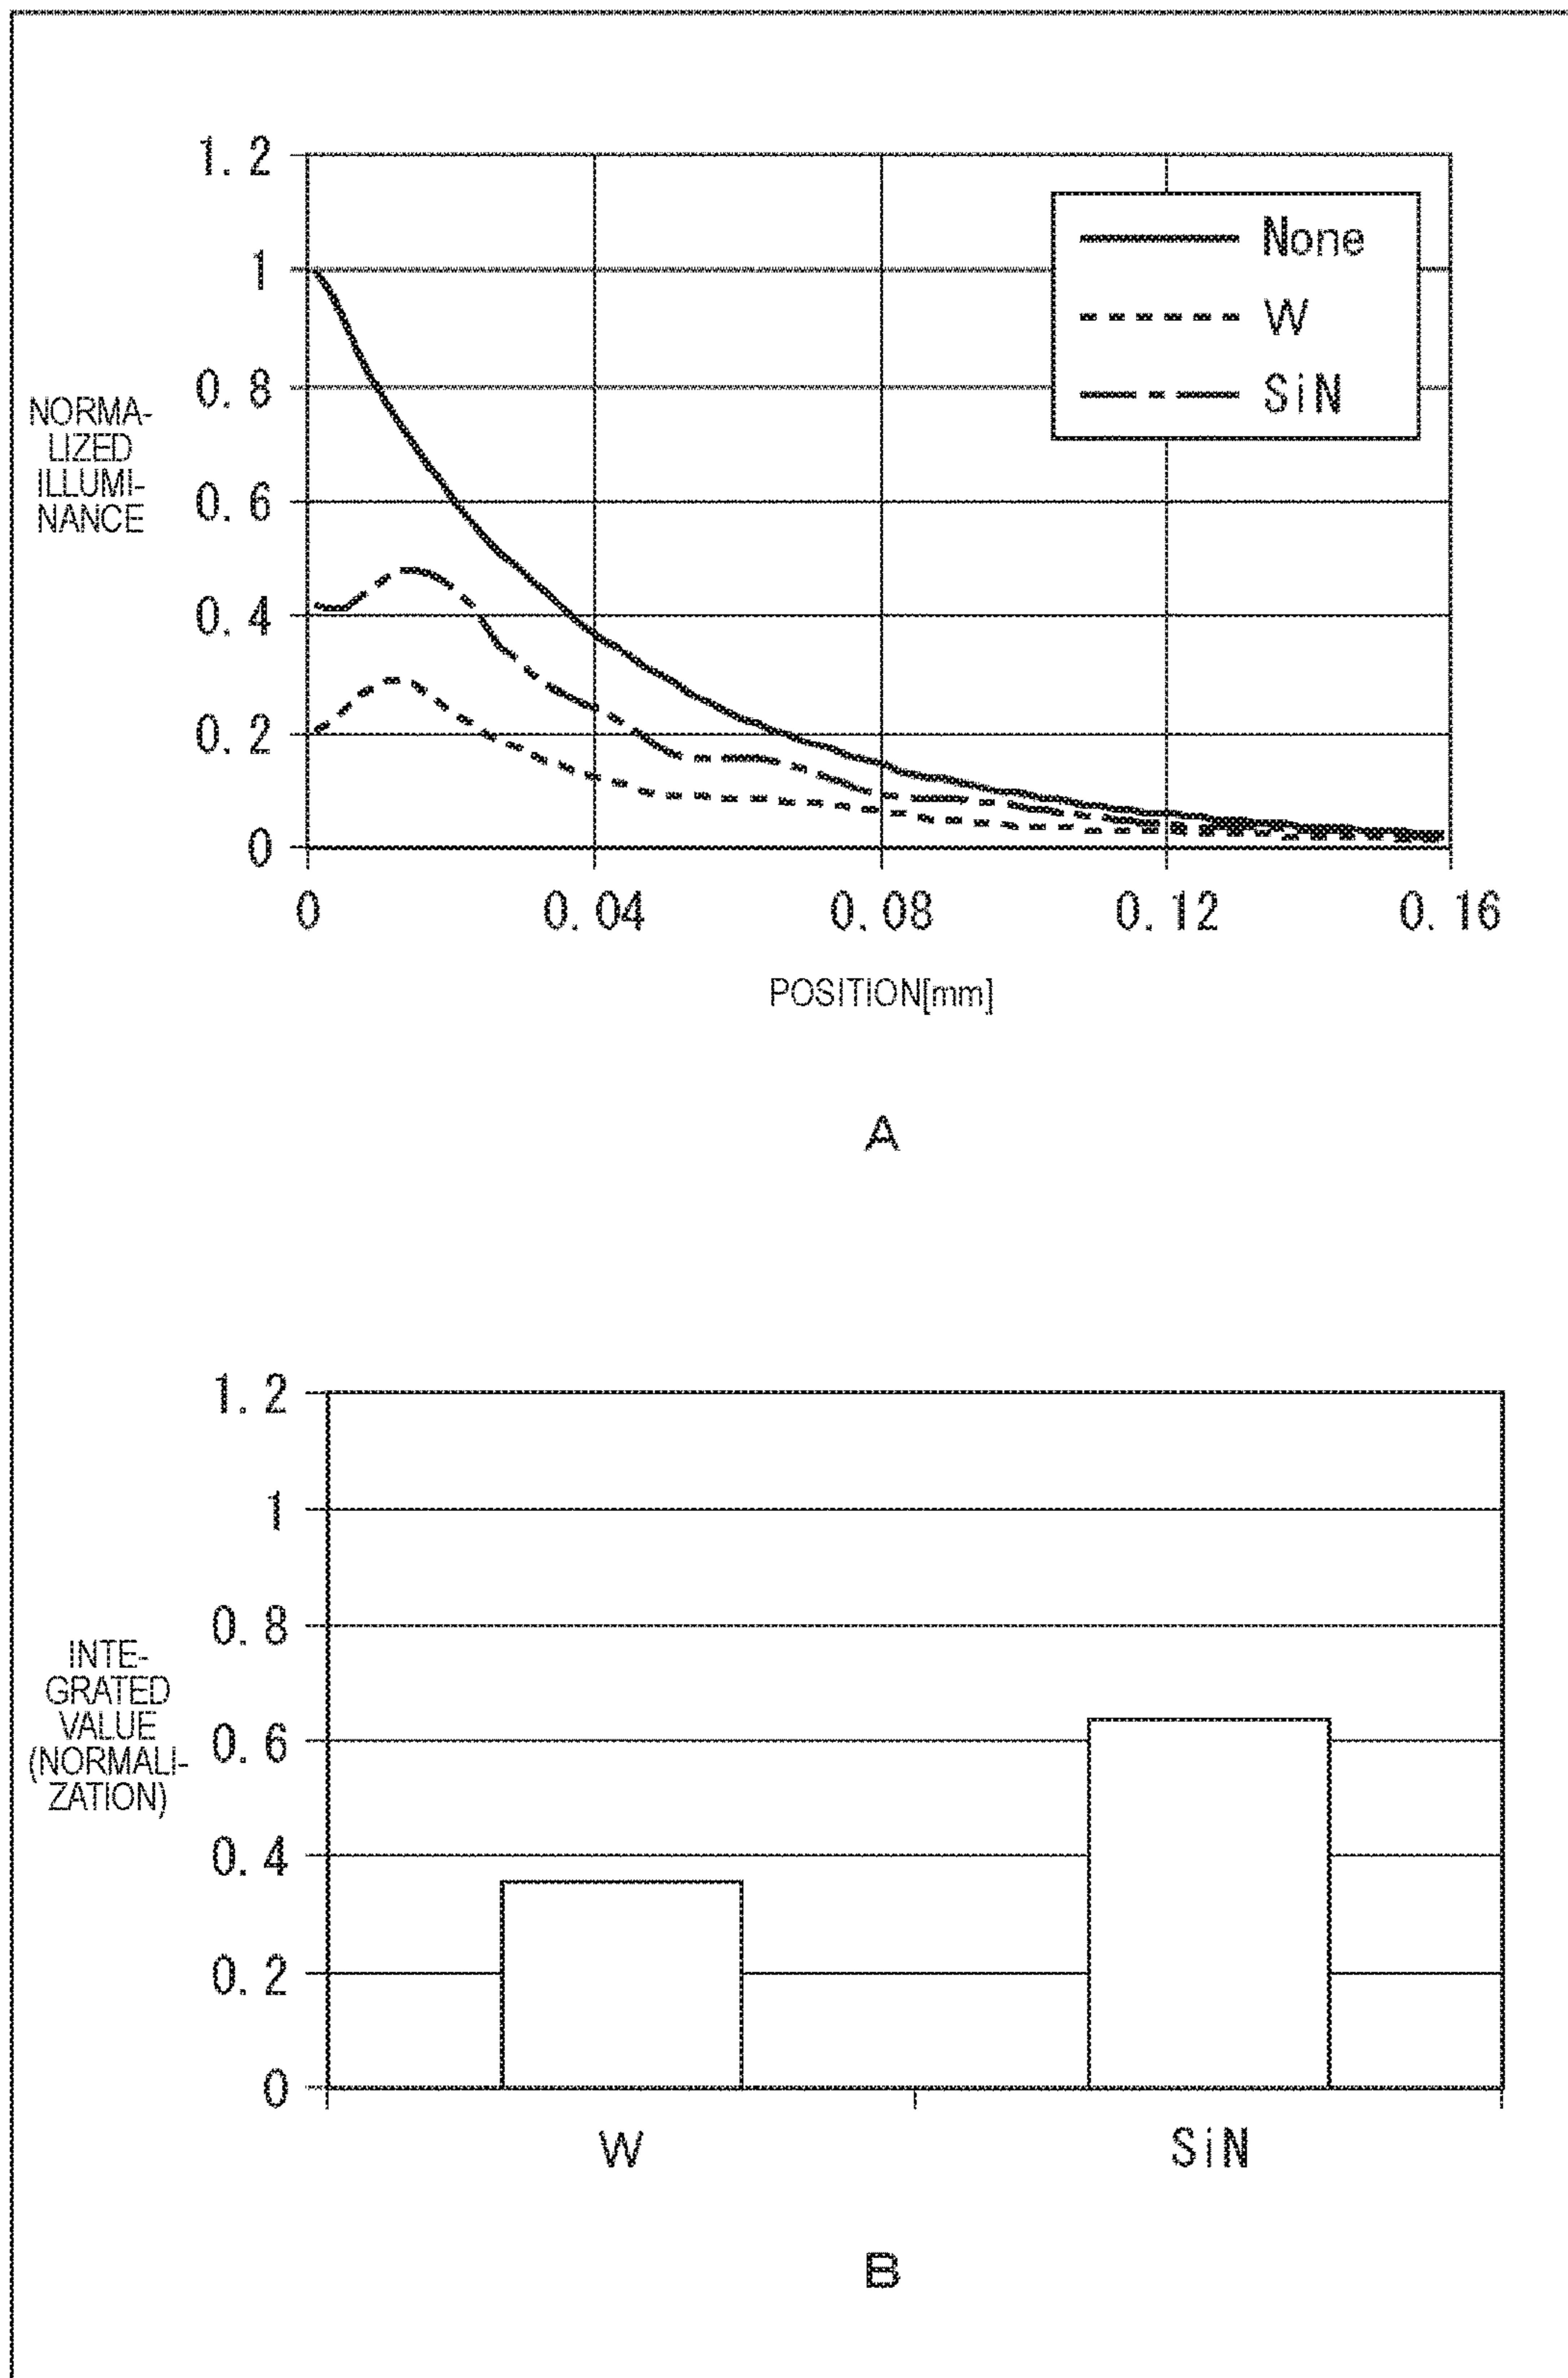 1.2
1
0.8
0.6
0.4
0.2
0
NORMA-
LIZED
ILLUMI-
NANCE
None
W
SiN
0
0.04
0.08
0.12
0.16
POSITION[mm]
A
1.2
1
0.8
0.6
0.4
0.2
0
INTE-
GRATED
VALUE
(NORMALI-
ZATION)
W
SiN
B